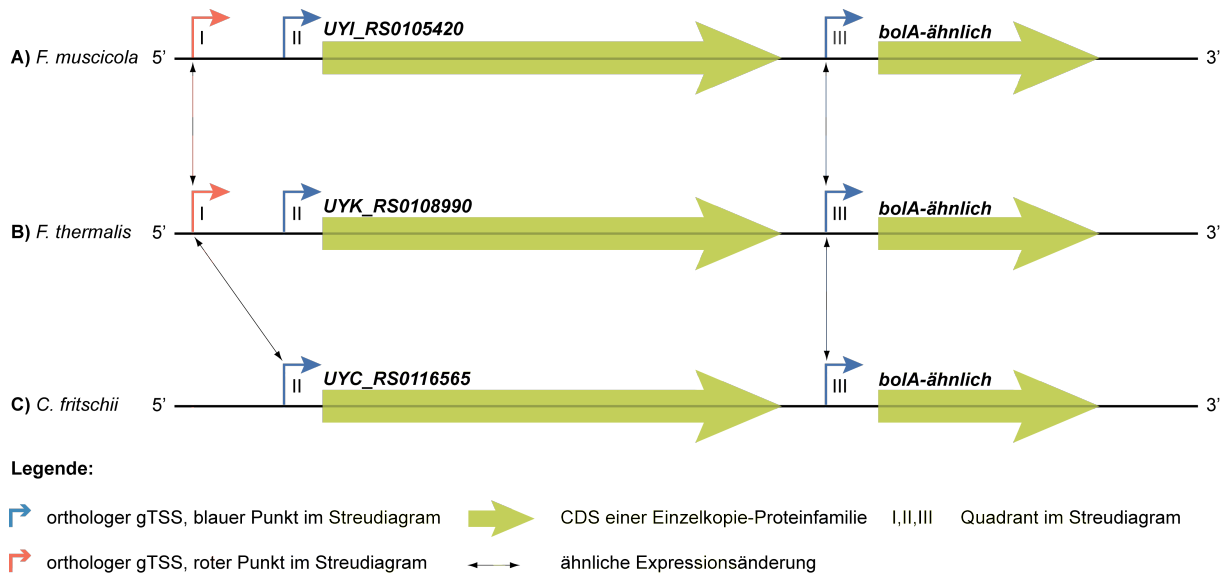 I II UYI_RS0105420 III bolA-ähnlich
A) F. muscicola 5’ 3’
I II UYK_RS0108990 III bolA-ähnlich
B) F. thermalis 5’ 3’
II UYC_RS0116565 III bolA-ähnlich
C) C. fritschii 5’ 3’
Legende:
orthologer gTSS, blauer Punkt im Streudiagram CDS einer Einzelkopie-Proteinfamilie I,II,III Quadrant im Streudiagram
orthologer gTSS, roter Punkt im Streudiagram ähnliche Expressionsänderung